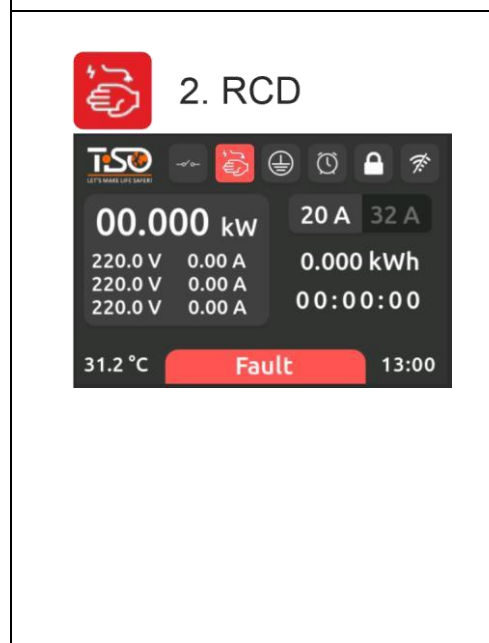 2. RCD
TSO
LET'S MAKE LIFE SAFER!
00.000 kW
20 A 32 A
220.0 V 0.00 A
220.0 V 0.00 A
220.0 V 0.00 A
0.000 kWh
00:00:00
31.2 °C
Fault
13:00